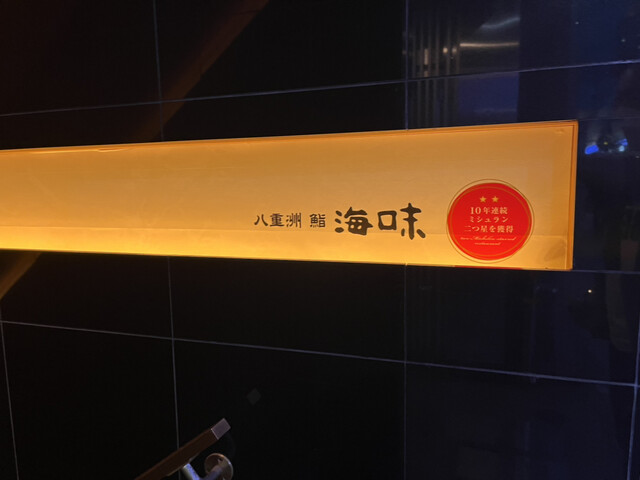 八重洲 鮨 海味
★★
10年連続
ミシュラン
二つ星を獲得